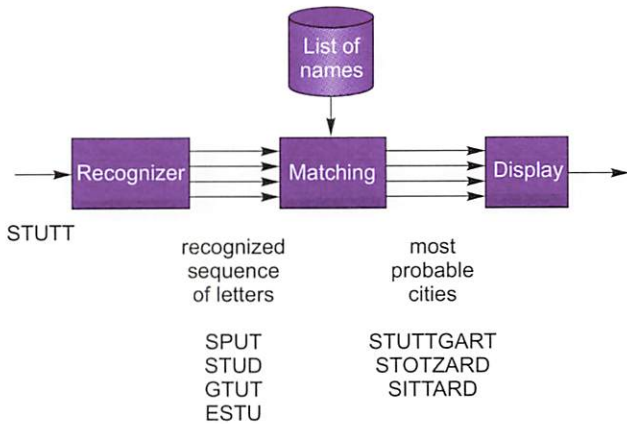 List of
names
Recognizer
Matching
Display
STUTT
recognized
sequence
of letters
most
probable
cities
SPUT
STUD
GTUT
ESTU
STUTTGART
STOTZARD
SITTARD